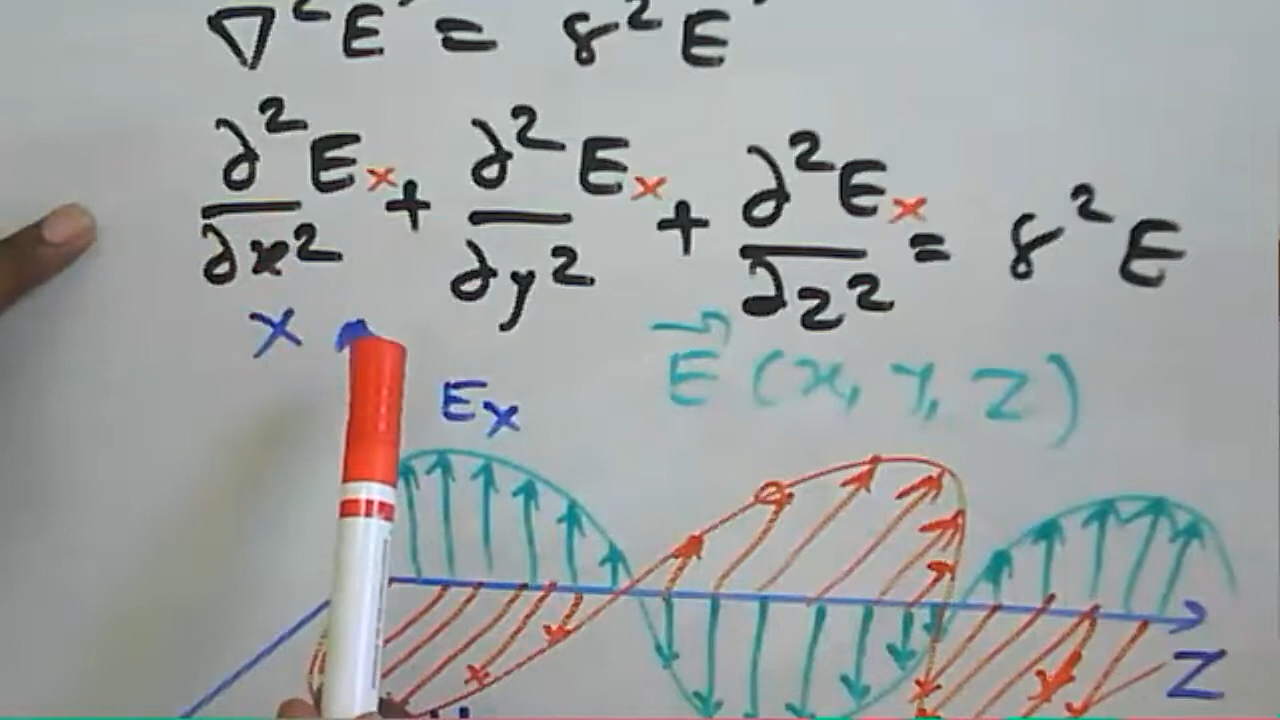 ∇²E = γ²E
∂²Eₓ/∂x² + ∂²Eₓ/∂y² + ∂²Eₓ/∂z² = γ²E
X
E⃗ (x, y, z)
Eₓ
Z